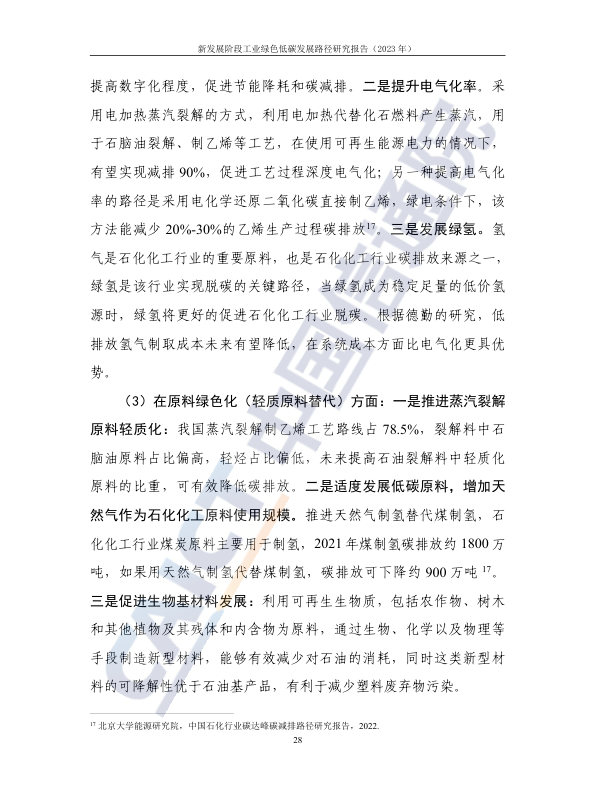 新发展阶段工业绿色低碳发展路径研究报告（2023 年）
提高数字化程度，促进节能降耗和碳减排。二是提升电气化率。采
用电加热蒸汽裂解的方式，利用电加热代替化石燃料产生蒸汽，用
于石脑油裂解、制乙烯等工艺，在使用可再生能源电力的情况下，
有望实现减排 90%，促进工艺过程深度电气化；另一种提高电气化
率的路径是采用电化学还原二氧化碳直接制乙烯，绿电条件下，该
方法能减少 20%-30%的乙烯生产过程碳排放17。三是发展绿氢。氢
气是石化化工行业的重要原料，也是石化化工行业碳排放来源之一，
绿氢是该行业实现脱碳的关键路径，当绿氢成为稳定足量的低价氢
源时，绿氢将更好的促进石化化工行业脱碳。根据德勤的研究，低
排放氢气制取成本未来有望降低，在系统成本方面比电气化更具优
势。
（3）在原料绿色化（轻质原料替代）方面：一是推进蒸汽裂解
原料轻质化：我国蒸汽裂解制乙烯工艺路线占 78.5%，裂解料中石
脑油原料占比偏高，轻烃占比偏低，未来提高石油裂解料中轻质化
原料的比重，可有效降低碳排放。二是适度发展低碳原料，增加天
然气作为石化化工原料使用规模。推进天然气制氢替代煤制氢，石
化化工行业煤炭原料主要用于制氢，2021 年煤制氢碳排放约 1800 万
吨，如果用天然气制氢代替煤制氢，碳排放可下降约 900 万吨 17。
三是促进生物基材料发展：利用可再生生物质，包括农作物、树木
和其他植物及其残体和内含物为原料，通过生物、化学以及物理等
手段制造新型材料，能够有效减少对石油的消耗，同时这类新型材
料的可降解性优于石油基产品，有利于减少塑料废弃物污染。
17 北京大学能源研究院，中国石化行业碳达峰碳减排路径研究报告，2022.
28
CAICT 中国信通院